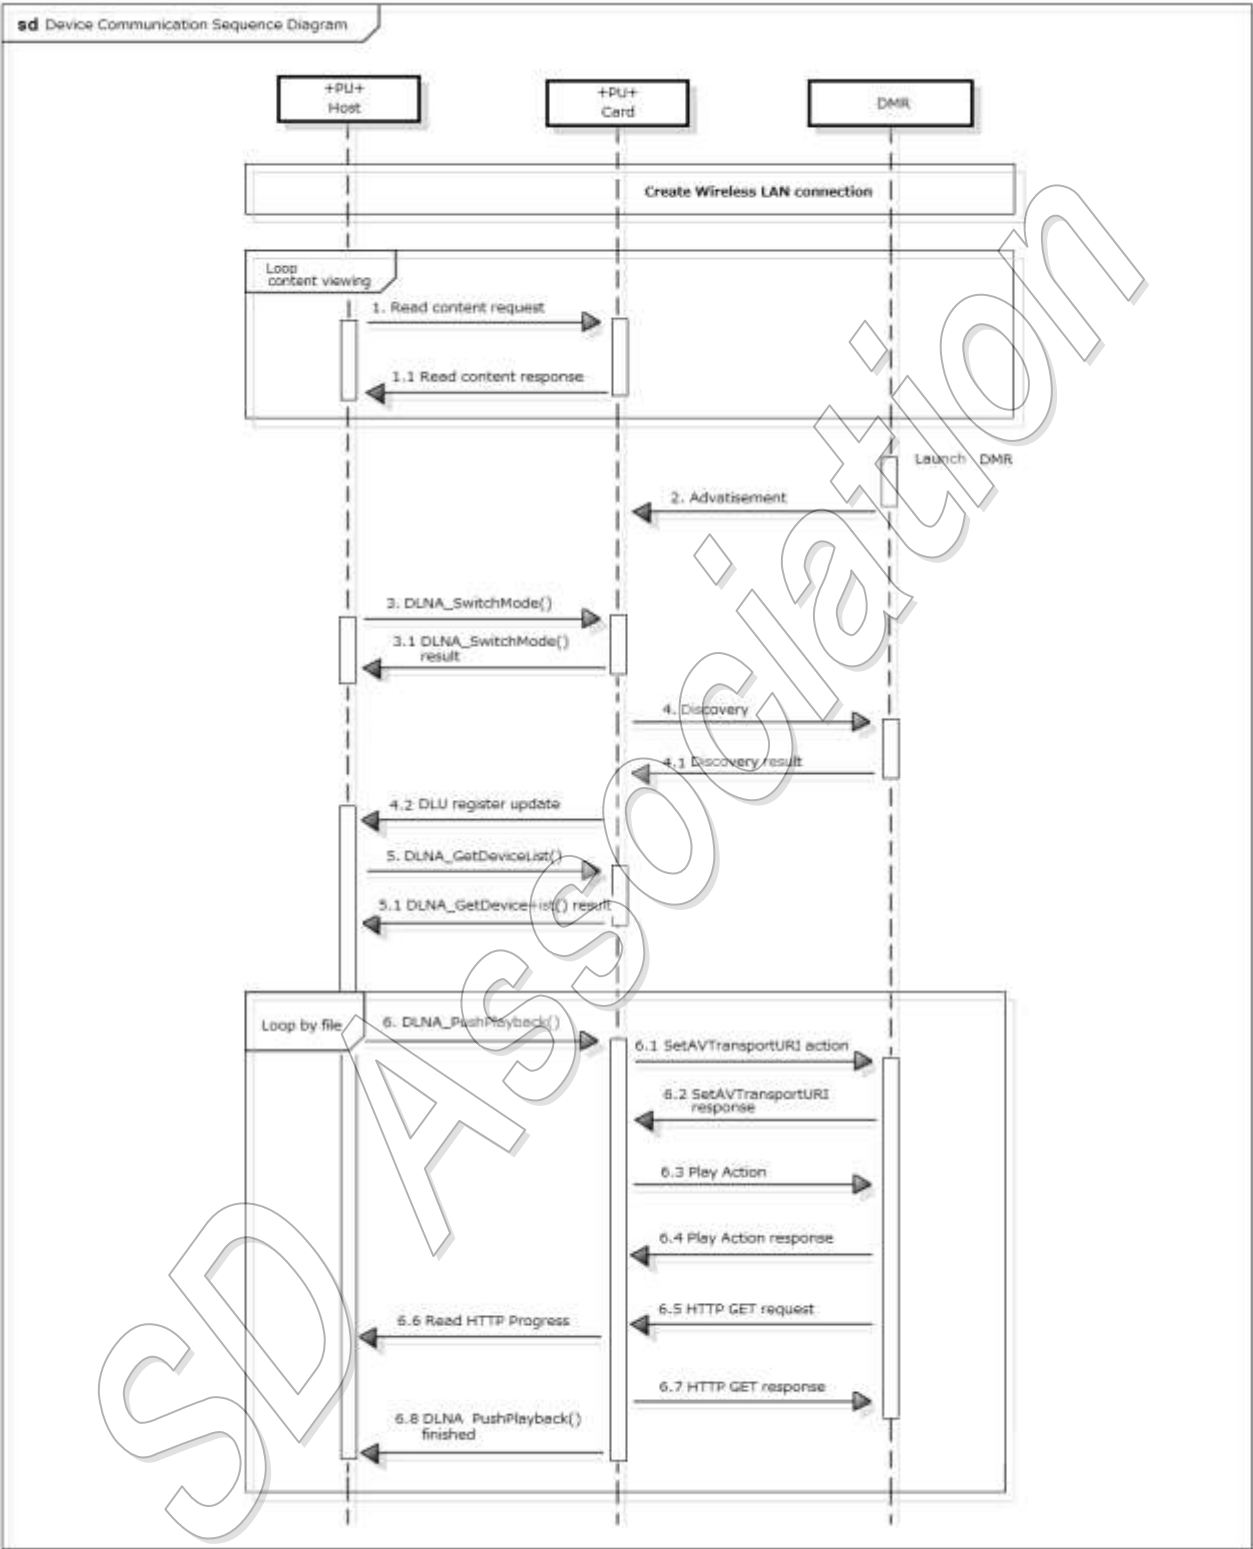 sd Device Communication Sequence Diagram
+PU+
Host
+PU+
Card
DMR
Create Wireless LAN connection
Loop
content viewing
1. Read content request
1.1 Read content response
Launch DMR
2. Advatisement
3. DLNA_SwitchMode()
3.1 DLNA_SwitchMode()
result
4. Discovery
4.1 Discovery result
4.2 DLU register update
5. DLNA_GetDeviceList()
5.1 DLNA_GetDeviceList() result
Loop by file
6. DLNA_PushPlayback()
6.1 SetAVTransportURI action
6.2 SetAVTransportURI
response
6.3 Play Action
6.4 Play Action response
6.5 HTTP GET request
6.6 Read HTTP Progress
6.7 HTTP GET response
6.8 DLNA PushPlayback()
finished
SD Association